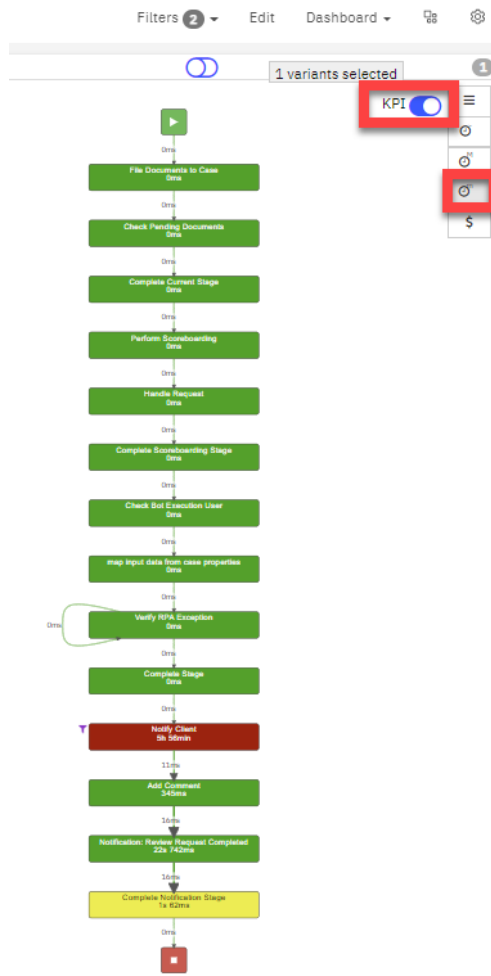 Filters 2 Edit Dashboard
1 variants selected 1
KPI
0ms
File Documents to Case
0ms
0ms
Check Pending Documents
0ms
0ms
Complete Current Stage
0ms
0ms
Perform Scoreboarding
0ms
0ms
Handle Request
0ms
0ms
Complete Scoreboarding Stage
0ms
0ms
Check Bot Execution User
0ms
0ms
map input data from case properties
0ms
0ms
Verify RPA Exception
0ms
0ms
0ms
Complete Stage
0ms
0ms
Notify Client
5h 56min
11ms
Add Comment
345ms
16ms
Notification: Review Request Completed
22s 742ms
16ms
Complete Notification Stage
1s 62ms
0ms
M
$